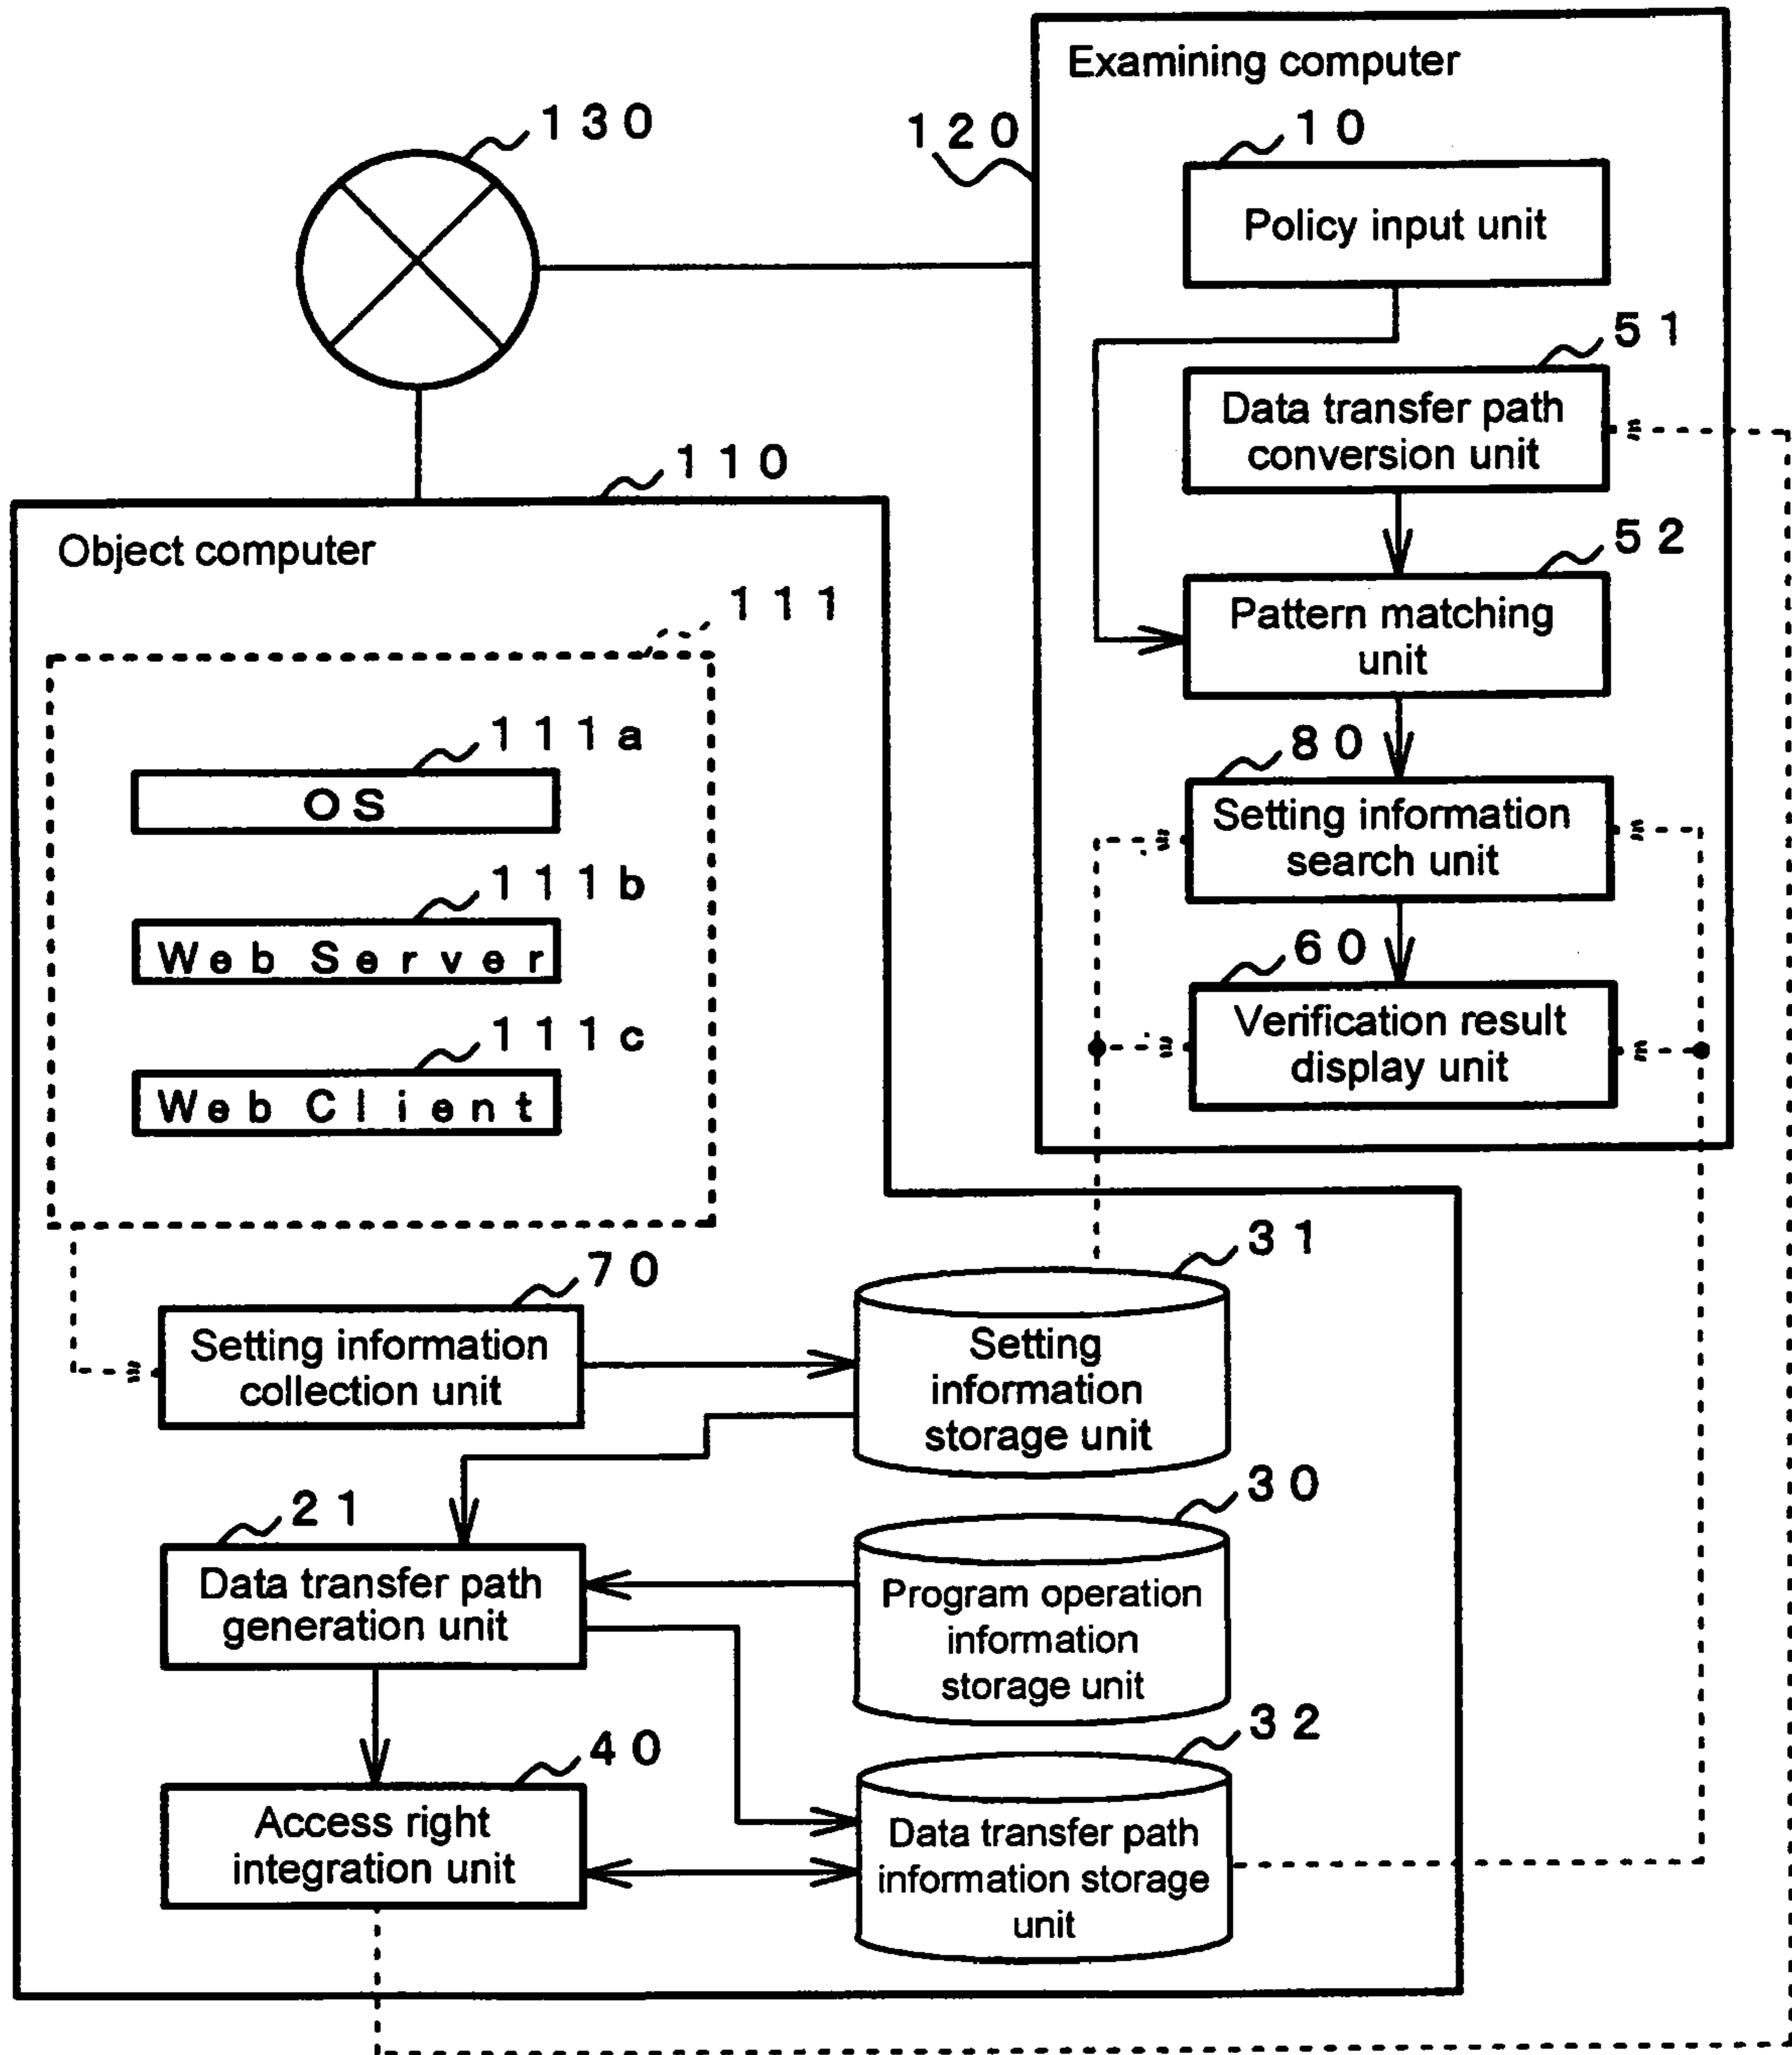 Examining computer
130
120
10
Policy input unit
51
Data transfer path
conversion unit
110
Object computer
52
Pattern matching
unit
111
111a
OS
80
Setting information
search unit
111b
Web Server
60
Verification result
display unit
111c
Web Client
31
70
Setting information
collection unit
Setting
information
storage unit
30
21
Data transfer path
generation unit
Program operation
information
storage unit
32
40
Access right
integration unit
Data transfer path
information storage
unit